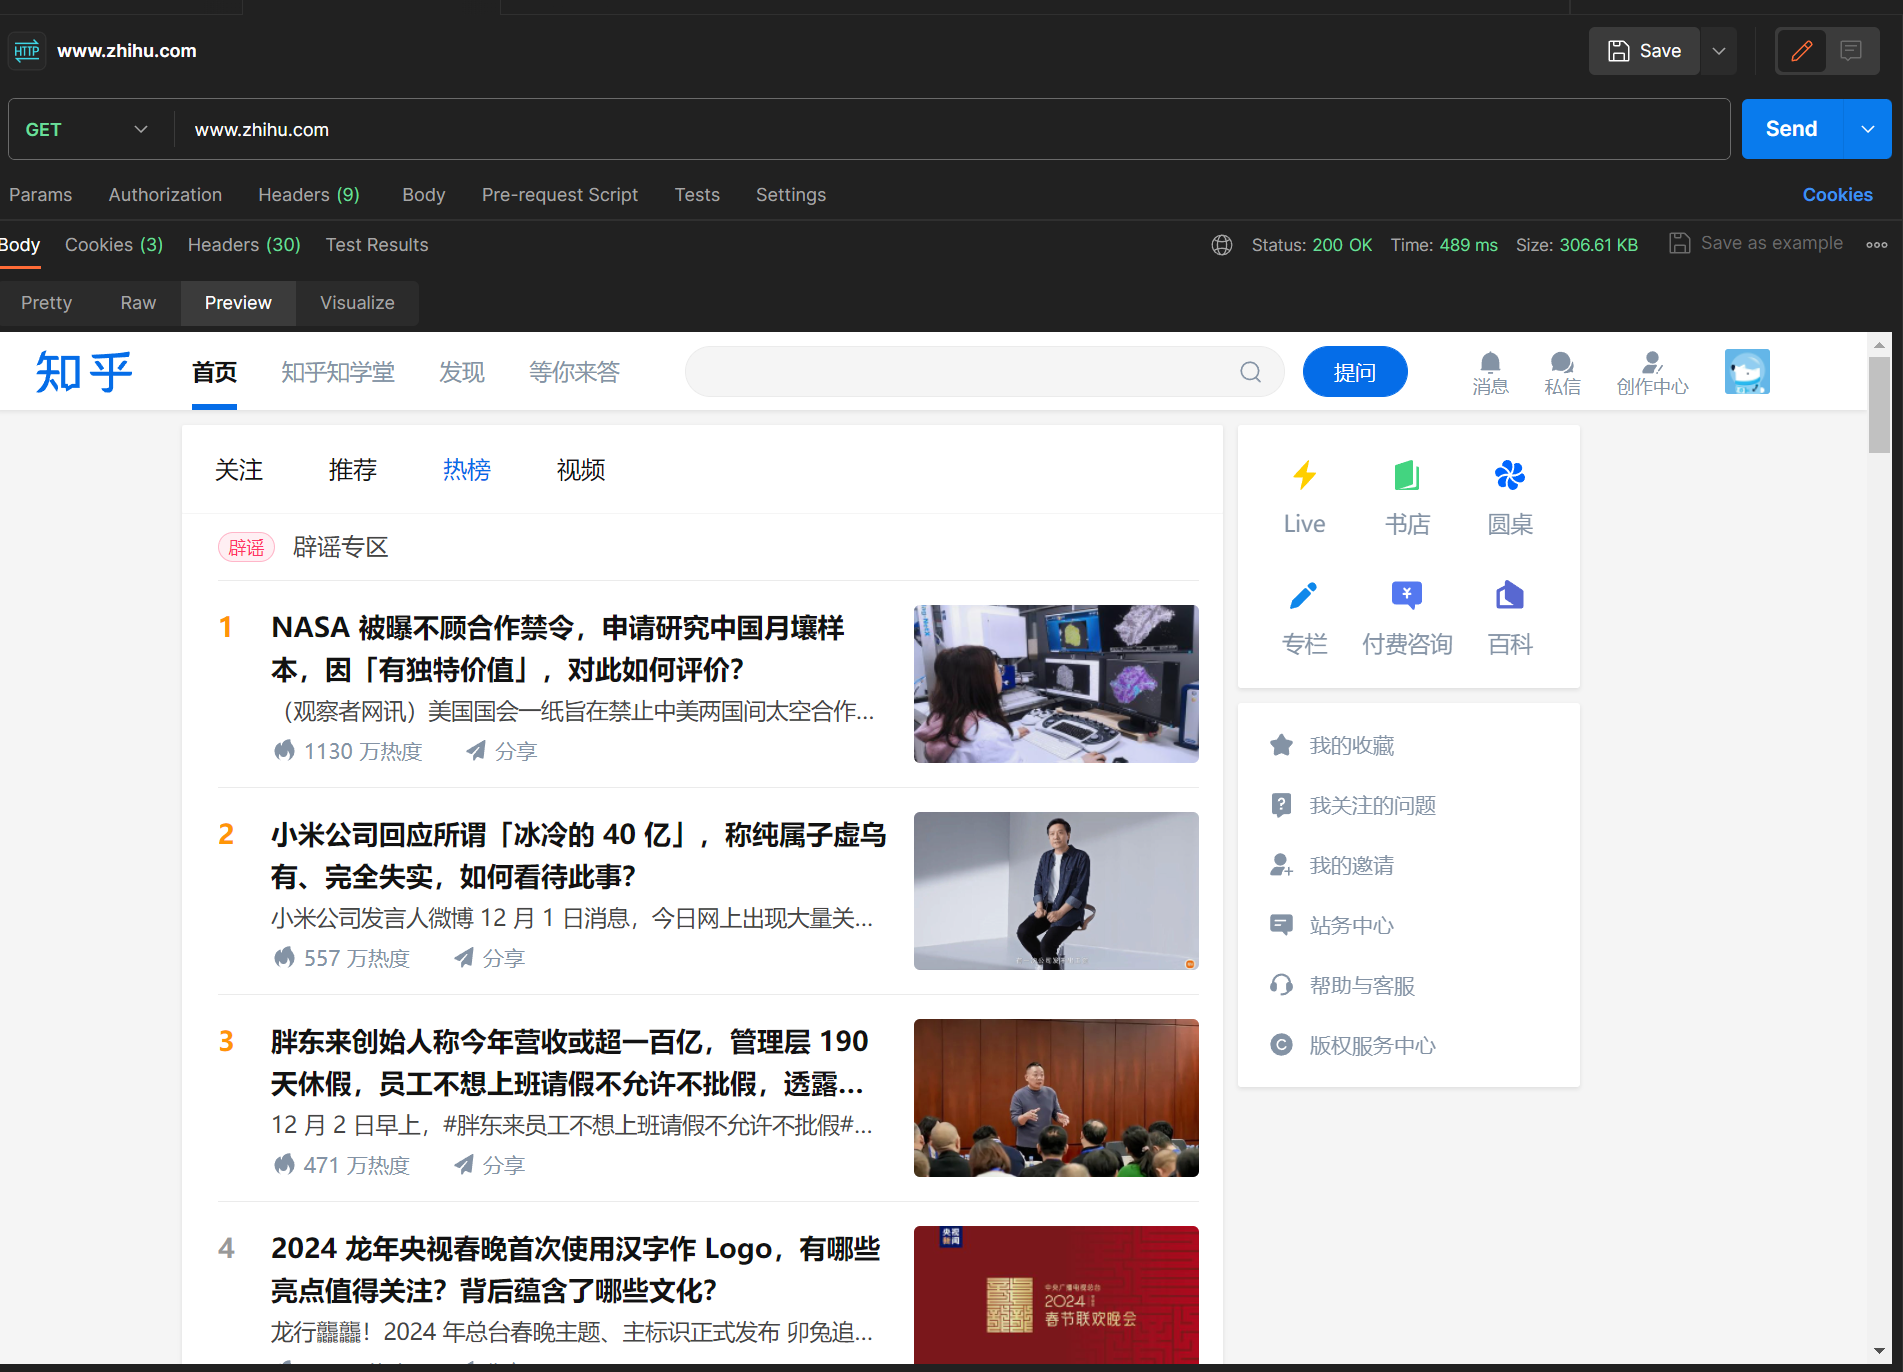 HTTP www.zhihu.com
Save
GET www.zhihu.com Send
Params Authorization Headers (9) Body Pre-request Script Tests Settings Cookies
Body Cookies (3) Headers (30) Test Results Status: 200 OK Time: 489 ms Size: 306.61 KB Save as example
Pretty Raw Preview Visualize
知乎 首页 知乎知学堂 发现 等你来答 提问 消息 私信 创作中心
关注 推荐 热榜 视频
辟谣 辟谣专区
1 NASA 被曝不顾合作禁令，申请研究中国月壤样
本，因「有独特价值」，对此如何评价？
（观察者网讯）美国国会一纸旨在禁止中美两国间太空合作...
1130 万热度 分享
2 小米公司回应所谓「冰冷的 40 亿」，称纯属子虚乌
有、完全失实，如何看待此事？
小米公司发言人微博 12 月 1 日消息，今日网上出现大量关...
557 万热度 分享
3 胖东来创始人称今年营收或超一百亿，管理层 190
天休假，员工不想上班请假不允许不批假，透露...
12 月 2 日早上，#胖东来员工不想上班请假不允许不批假#...
471 万热度 分享
4 2024 龙年央视春晚首次使用汉字作 Logo，有哪些
亮点值得关注？背后蕴含了哪些文化？
龙行龘龘！2024 年总台春晚主题、主标识正式发布 卯兔追...
央视
新闻
中央广播电视总台
2024
春节联欢晚会
Live 书店 圆桌
专栏 付费咨询 百科
我的收藏
我关注的问题
我的邀请
站务中心
帮助与客服
版权服务中心